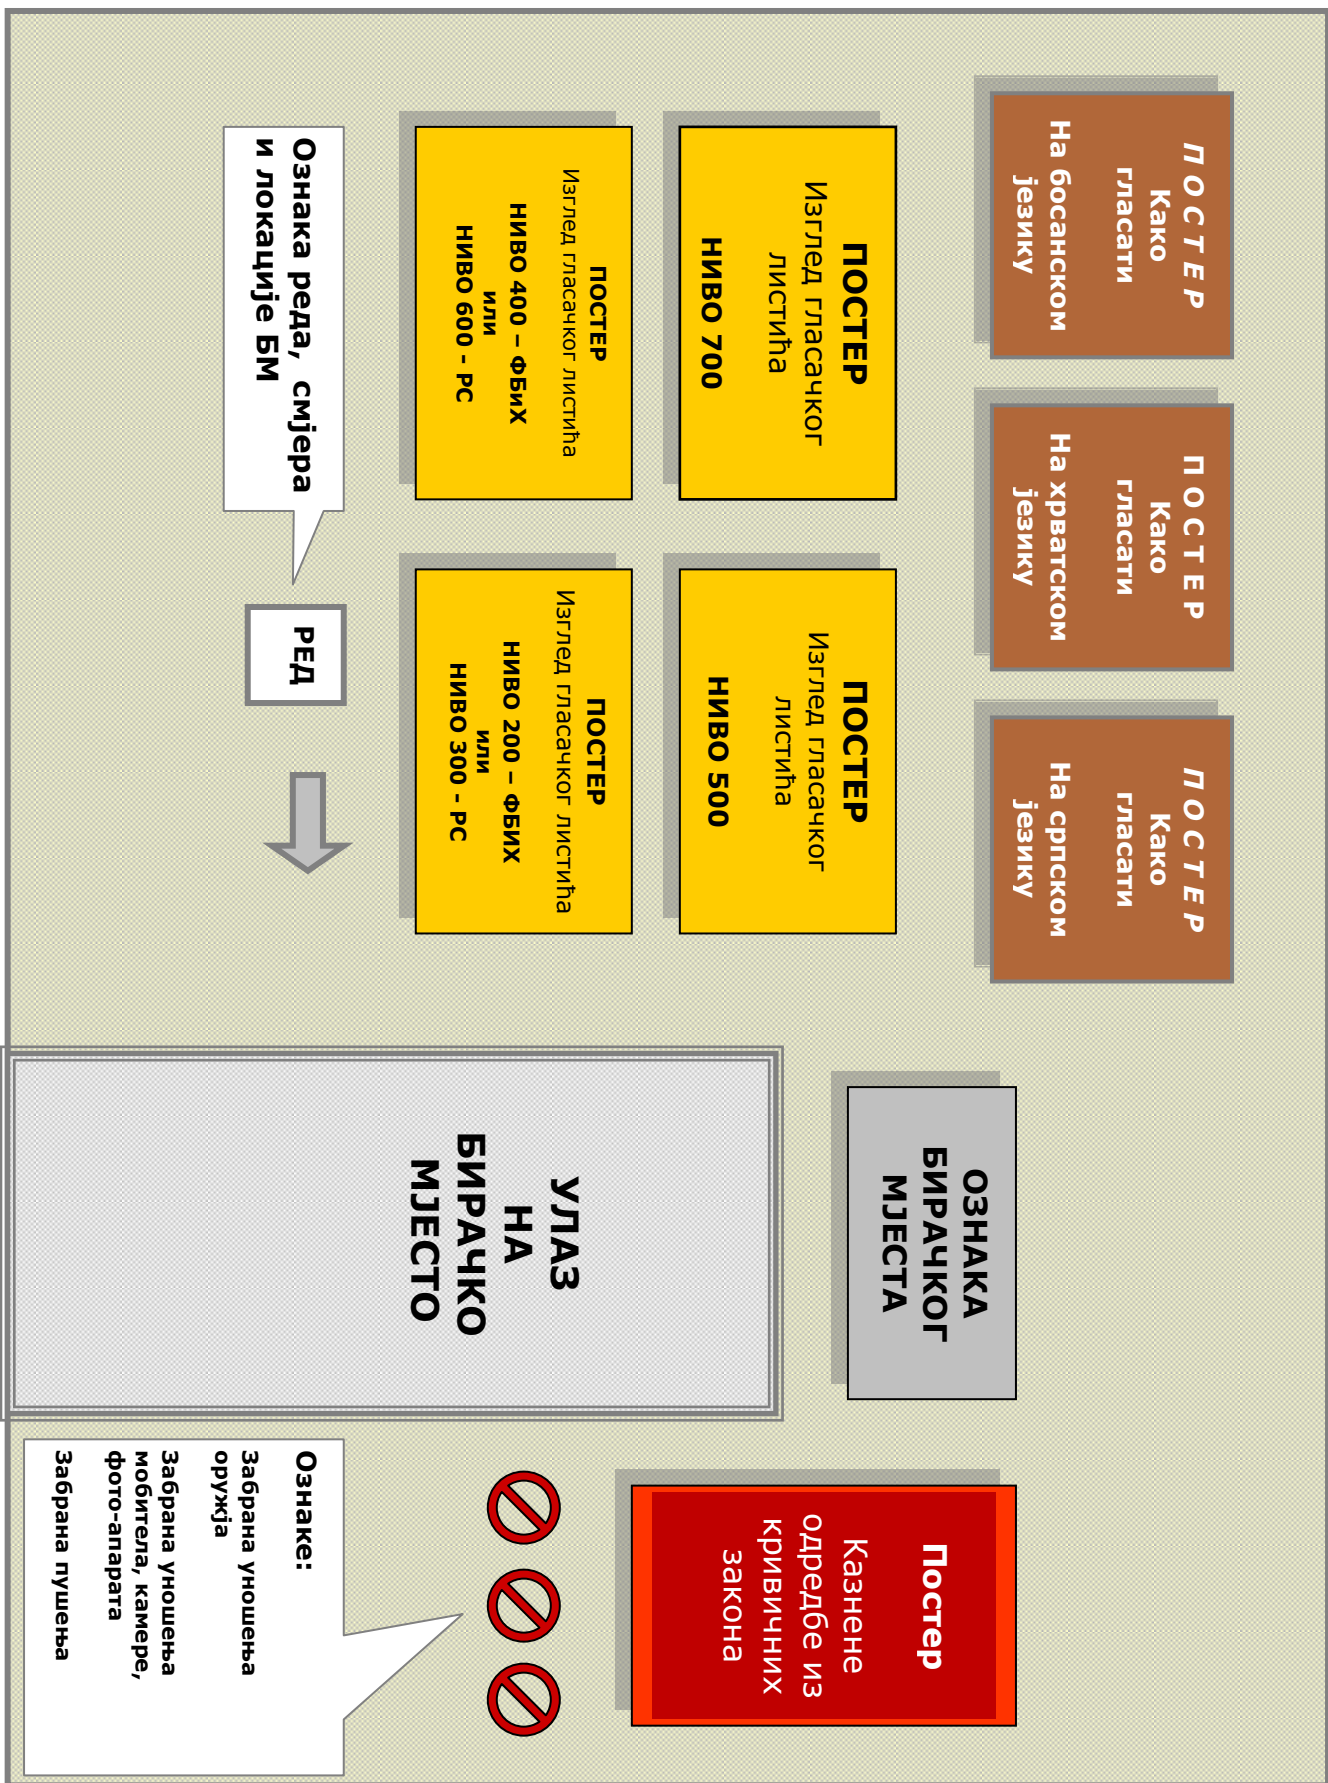 ПОСТЕР
Како
гласати
На босанском
језику
ПОСТЕР
Како
гласати
На хрватском
језику
ПОСТЕР
Како
гласати
На српском
језику
ПОСТЕР
Изглед гласачког
листића
НИВО 700
ПОСТЕР
Изглед гласачког
листића
НИВО 500
ПОСТЕР
Изглед гласачког листића
НИВО 400 – ФБиХ
или
НИВО 600 - РС
ПОСТЕР
Изглед гласачког листића
НИВО 200 – ФБИХ
или
НИВО 300 - РС
Ознака реда, смјера
и локације БМ
РЕД
ОЗНАКА
БИРАЧКОГ
МЈЕСТА
УЛАЗ
НА
БИРАЧКО
МЈЕСТО
Постер
Казнене
одредбе из
кривичних
закона
Ознаке:
Забрана уношења
оружја
Забрана уношења
мобитела, камере,
фото-апарата
Забрана пушења